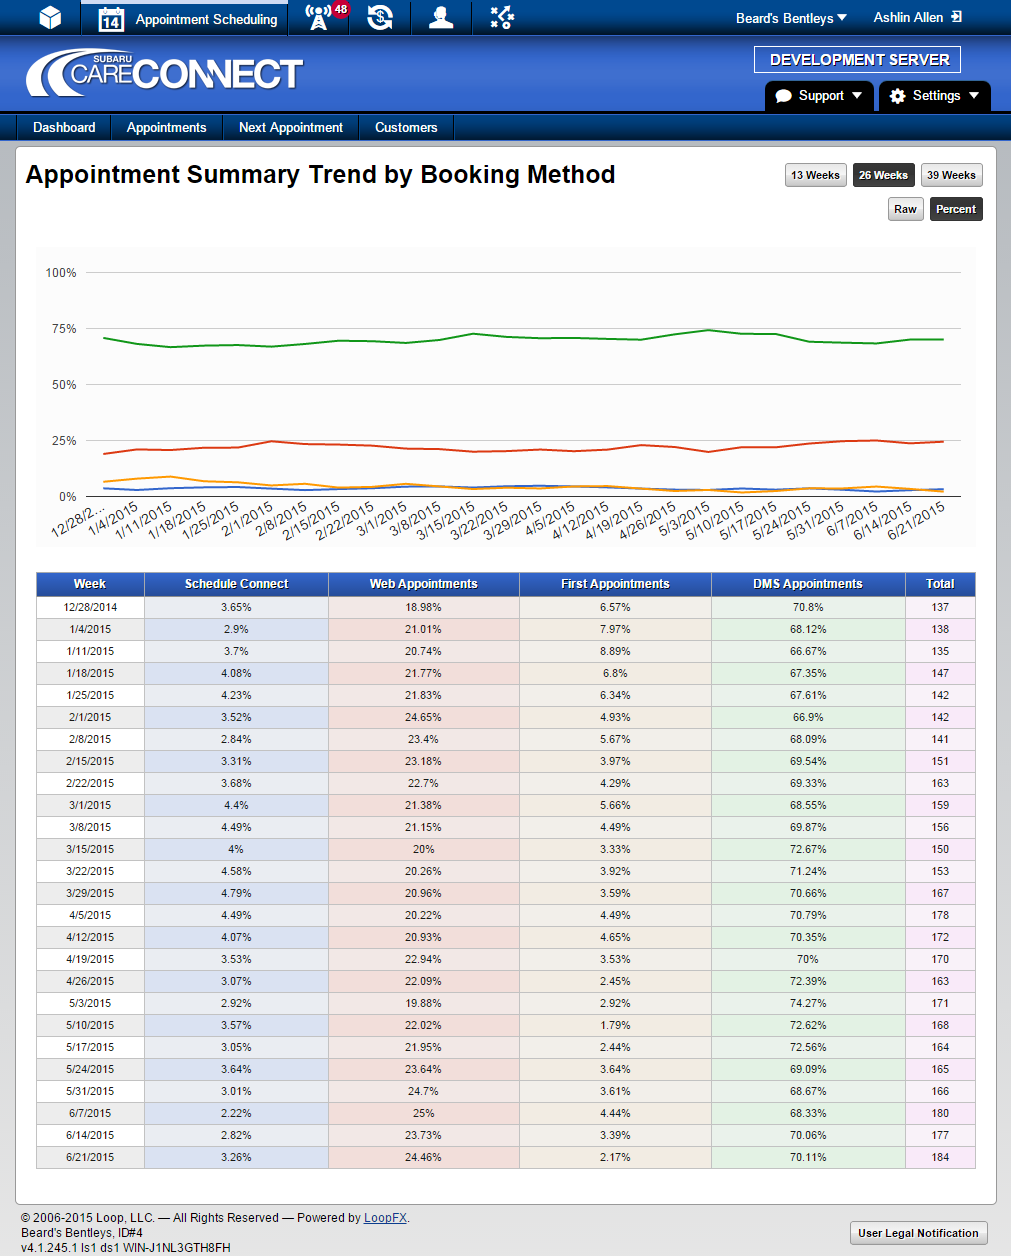 14 Appointment Scheduling 48 Beard's Bentleys Ashlin Allen
SUBARU
CARECONNECT
DEVELOPMENT SERVER
Support Settings
Dashboard Appointments Next Appointment Customers
Appointment Summary Trend by Booking Method
13 Weeks 26 Weeks 39 Weeks
Raw Percent
100%
75%
50%
25%
0%
12/28/2... 1/4/2015 1/11/2015 1/18/2015 1/25/2015 2/1/2015 2/8/2015 2/15/2015 2/22/2015 3/1/2015 3/8/2015 3/15/2015 3/22/2015 3/29/2015 4/5/2015 4/12/2015 4/19/2015 4/26/2015 5/3/2015 5/10/2015 5/17/2015 5/24/2015 5/31/2015 6/7/2015 6/14/2015 6/21/2015
Week Schedule Connect Web Appointments First Appointments DMS Appointments Total
12/28/2014 3.65% 18.98% 6.57% 70.8% 137
1/4/2015 2.9% 21.01% 7.97% 68.12% 138
1/11/2015 3.7% 20.74% 8.89% 66.67% 135
1/18/2015 4.08% 21.77% 6.8% 67.35% 147
1/25/2015 4.23% 21.83% 6.34% 67.61% 142
2/1/2015 3.52% 24.65% 4.93% 66.9% 142
2/8/2015 2.84% 23.4% 5.67% 68.09% 141
2/15/2015 3.31% 23.18% 3.97% 69.54% 151
2/22/2015 3.68% 22.7% 4.29% 69.33% 163
3/1/2015 4.4% 21.38% 5.66% 68.55% 159
3/8/2015 4.49% 21.15% 4.49% 69.87% 156
3/15/2015 4% 20% 3.33% 72.67% 150
3/22/2015 4.58% 20.26% 3.92% 71.24% 153
3/29/2015 4.79% 20.96% 3.59% 70.66% 167
4/5/2015 4.49% 20.22% 4.49% 70.79% 178
4/12/2015 4.07% 20.93% 4.65% 70.35% 172
4/19/2015 3.53% 22.94% 3.53% 70% 170
4/26/2015 3.07% 22.09% 2.45% 72.39% 163
5/3/2015 2.92% 19.88% 2.92% 74.27% 171
5/10/2015 3.57% 22.02% 1.79% 72.62% 168
5/17/2015 3.05% 21.95% 2.44% 72.56% 164
5/24/2015 3.64% 23.64% 3.64% 69.09% 165
5/31/2015 3.01% 24.7% 3.61% 68.67% 166
6/7/2015 2.22% 25% 4.44% 68.33% 180
6/14/2015 2.82% 23.73% 3.39% 70.06% 177
6/21/2015 3.26% 24.46% 2.17% 70.11% 184
© 2006-2015 Loop, LLC. — All Rights Reserved — Powered by LoopFX.
Beard's Bentleys, ID#4
User Legal Notification
v4.1.245.1 ls1 ds1 WIN-J1NL3GTH8FH